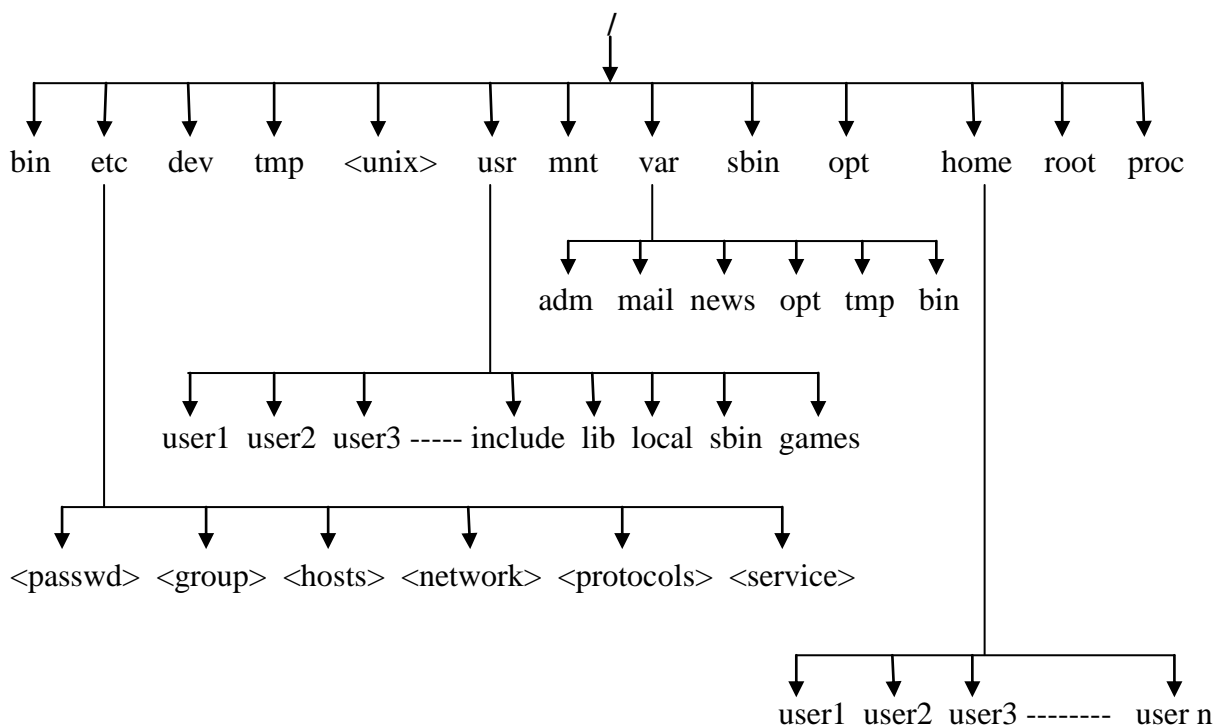 /
bin etc dev tmp <unix> usr mnt var sbin opt home root proc
adm mail news opt tmp bin
user1 user2 user3 ----- include lib local sbin games
<passwd> <group> <hosts> <network> <protocols> <service>
user1 user2 user3 -------- user n